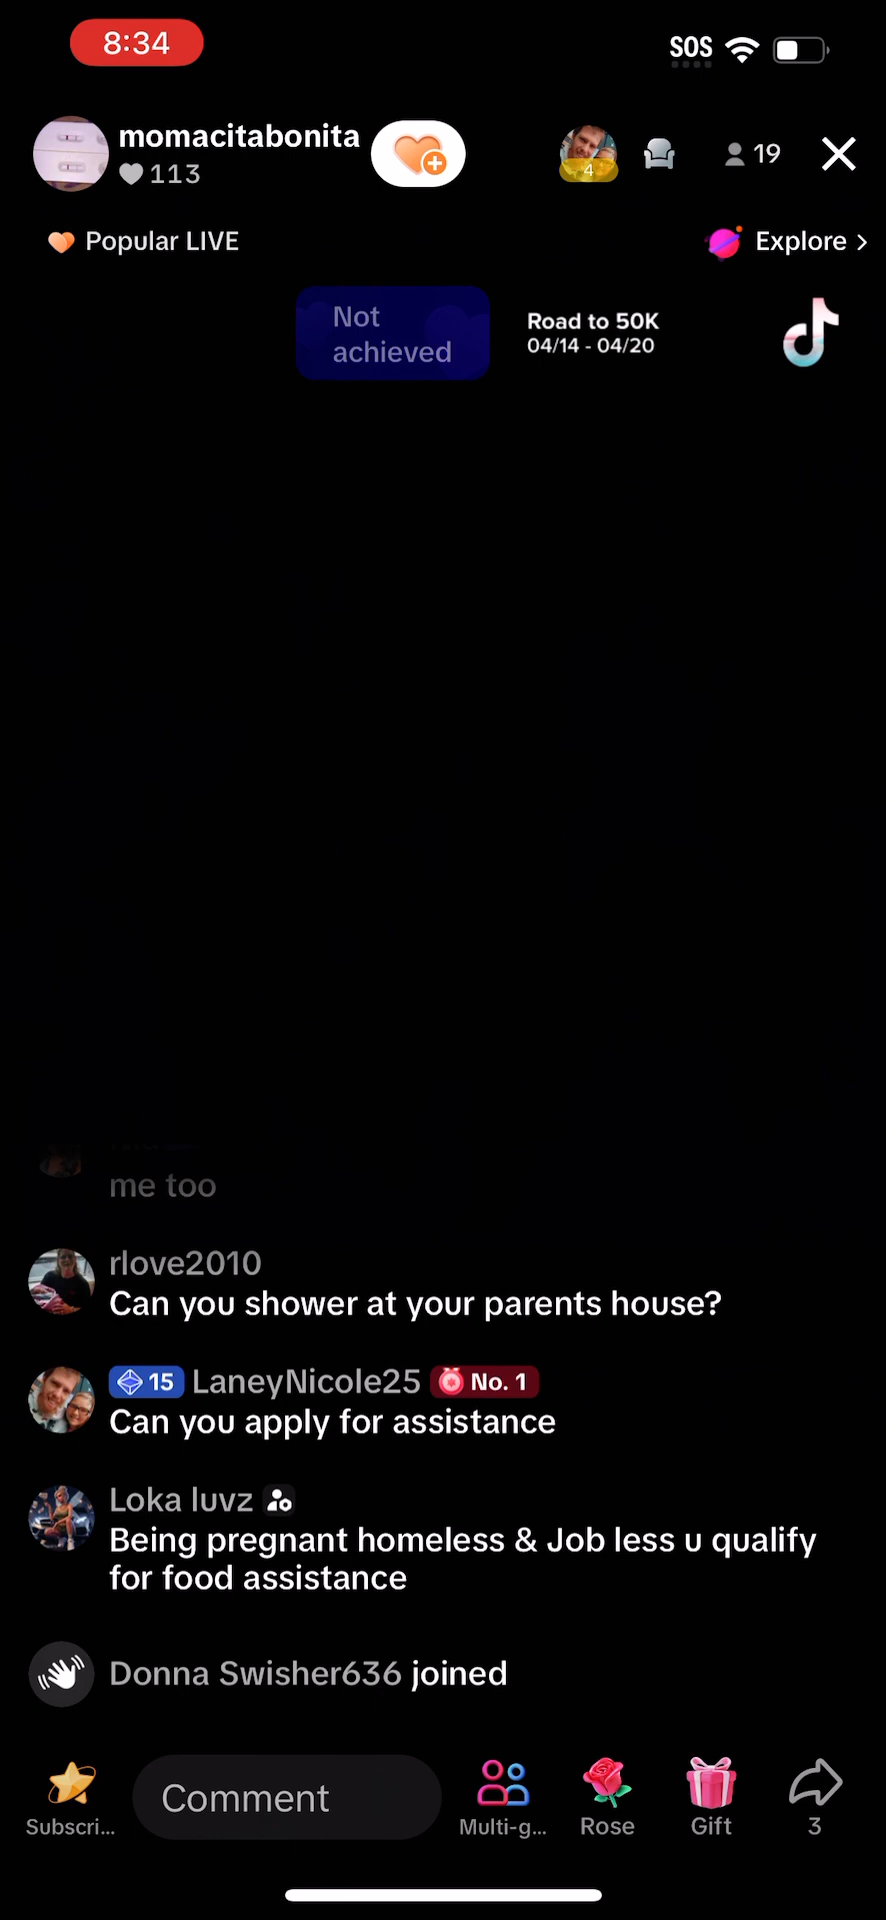 8:34
SOS
momacitabonita
113
4
19
Popular LIVE
Explore >
Not
achieved
Road to 50K
04/14 - 04/20
me too
rlove2010
Can you shower at your parents house?
15 LaneyNicole25 No. 1
Can you apply for assistance
Loka luvz
Being pregnant homeless & Job less u qualify
for food assistance
Donna Swisher636 joined
Subscri...
Comment
Multi-g...
Rose
Gift
3